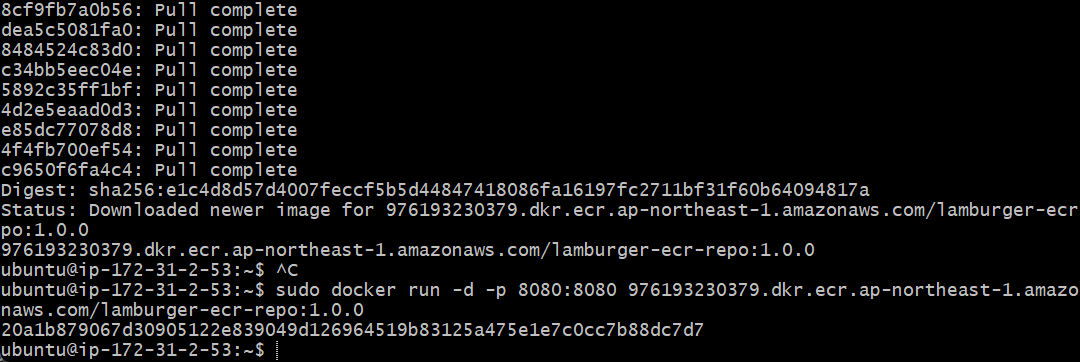 8cf9fb7a0b56: Pull complete
dea5c5081fa0: Pull complete
8484524c83d0: Pull complete
c34bb5eec04e: Pull complete
5892c35ff1bf: Pull complete
4d2e5eaad0d3: Pull complete
e85dc77078d8: Pull complete
4f4fb700ef54: Pull complete
c9650f6fa4c4: Pull complete
Digest: sha256:e1c4d8d57d4007feccf5b5d44847418086fa16197fc2711bf31f60b64094817a
Status: Downloaded newer image for 976193230379.dkr.ecr.ap-northeast-1.amazonaws.com/lamburger-ecr-re
po:1.0.0
976193230379.dkr.ecr.ap-northeast-1.amazonaws.com/lamburger-ecr-repo:1.0.0
ubuntu@ip-172-31-2-53:~$ ^C
ubuntu@ip-172-31-2-53:~$ sudo docker run -d -p 8080:8080 976193230379.dkr.ecr.ap-northeast-1.amazo
naws.com/lamburger-ecr-repo:1.0.0
20a1b879067d30905122e839049d126964519b83125a475e1e7c0cc7b88dc7d7
ubuntu@ip-172-31-2-53:~$